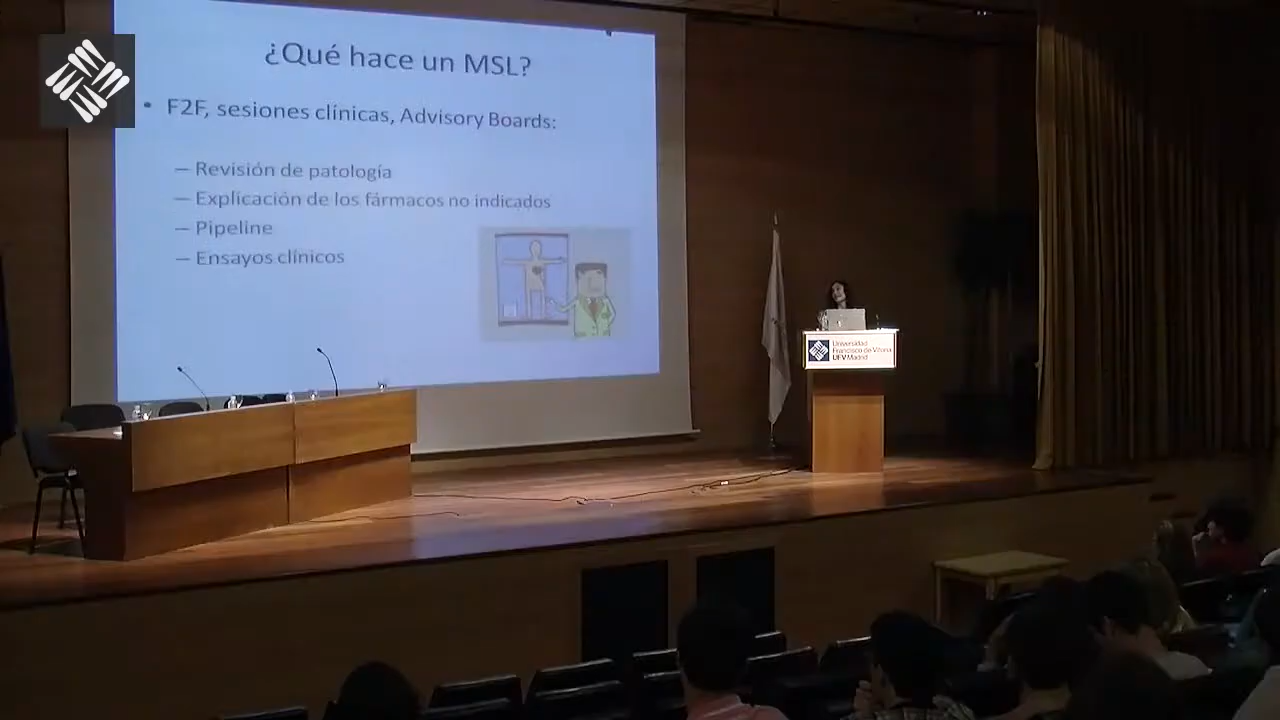 ¿Qué hace un MSL?
• F2F, sesiones clínicas, Advisory Boards:
– Revisión de patología
– Explicación de los fármacos no indicados
– Pipeline
– Ensayos clínicos
Universidad
Francisco de Vitoria
UFV Madrid